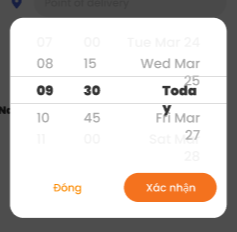 Point of delivery
07 00 Tue Mar 24
08 15 Wed Mar
25
09 30 Toda
y
10 45 Fri Mar
27
11 00 Sat Mar
28
Đóng Xác nhận